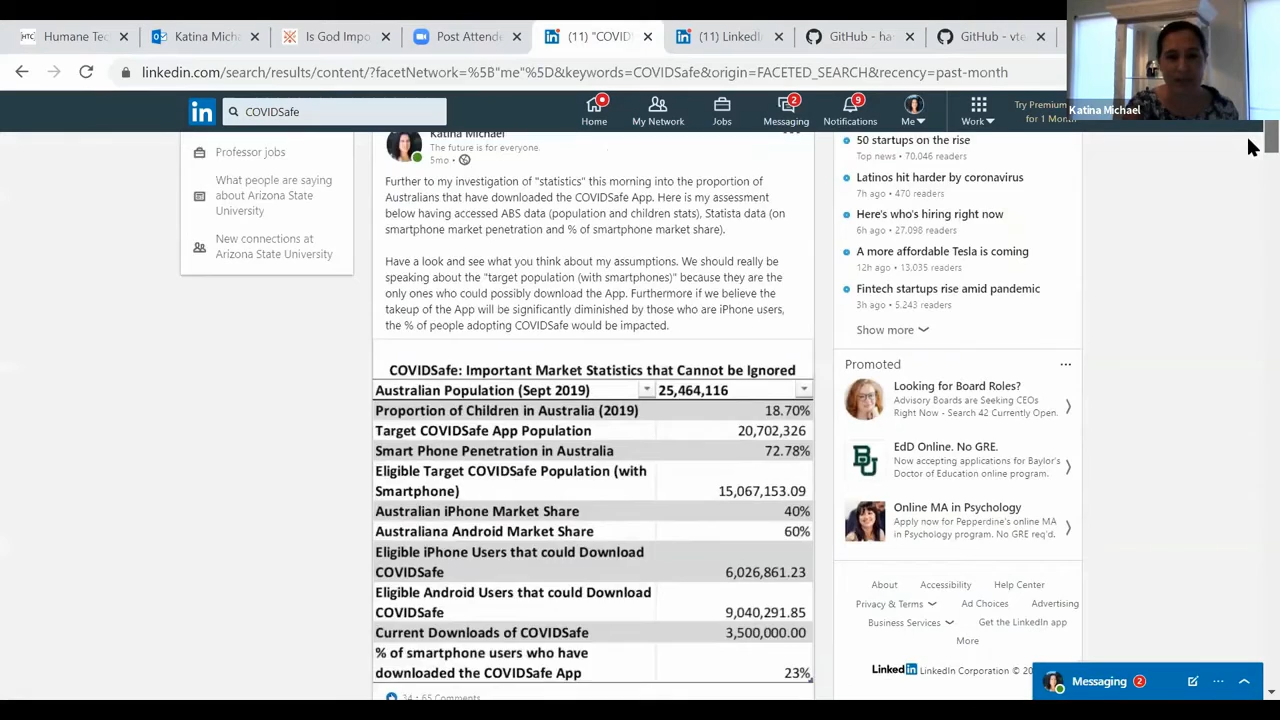 Humane Tec
Katina Micha
Is God Impo
Post Attende
(11) "COVID
(11) LinkedI
GitHub - ha
GitHub - vte
linkedin.com/search/results/content/?facetNetwork=%5B"me"%5D&keywords=COVIDSafe&origin=FACETED_SEARCH&recency=past-month
Katina Michael
in
COVIDSafe
Home
My Network
Jobs
2
Messaging
9
Notifications
Me
Work
Try Premium
for 1 Mon
Professor jobs
What people are saying
about Arizona State
University
New connections at
Arizona State University
Katina Michael
The future is for everyone.
5mo •
Further to my investigation of "statistics" this morning into the proportion of
Australians that have downloaded the COVIDSafe App. Here is my assessment
below having accessed ABS data (population and children stats), Statista data (on
smartphone market penetration and % of smartphone market share).
Have a look and see what you think about my assumptions. We should really be
speaking about the "target population (with smartphones)" because they are the
only ones who could possibly download the App. Furthermore if we believe the
takeup of the App will be significantly diminished by those who are iPhone users,
the % of people adopting COVIDSafe would be impacted.
COVIDSafe: Important Market Statistics that Cannot be Ignored
Australian Population (Sept 2019) 25,464,116
Proportion of Children in Australia (2019) 18.70%
Target COVIDSafe App Population 20,702,326
Smart Phone Penetration in Australia 72.78%
Eligible Target COVIDSafe Population (with
Smartphone) 15,067,153.09
Australian iPhone Market Share 40%
Australiana Android Market Share 60%
Eligible iPhone Users that could Download
COVIDSafe 6,026,861.23
Eligible Android Users that could Download
COVIDSafe 9,040,291.85
Current Downloads of COVIDSafe 3,500,000.00
% of smartphone users who have
downloaded the COVIDSafe App 23%
34 · 65 Comments
50 startups on the rise
Top news • 70,046 readers
Latinos hit harder by coronavirus
7h ago • 470 readers
Here's who's hiring right now
6h ago • 27,098 readers
A more affordable Tesla is coming
12h ago • 13,035 readers
Fintech startups rise amid pandemic
3h ago • 5,243 readers
Show more
Promoted
Looking for Board Roles?
Advisory Boards are Seeking CEOs
Right Now - Search 42 Currently Open.
EdD Online. No GRE.
Now accepting applications for Baylor's
Doctor of Education online program.
Online MA in Psychology
Apply now for Pepperdine's online MA
in Psychology program. No GRE req'd.
About Accessibility Help Center
Privacy & Terms Ad Choices Advertising
Business Services Get the LinkedIn app
More
LinkedIn LinkedIn Corporation © 20
Messaging 2